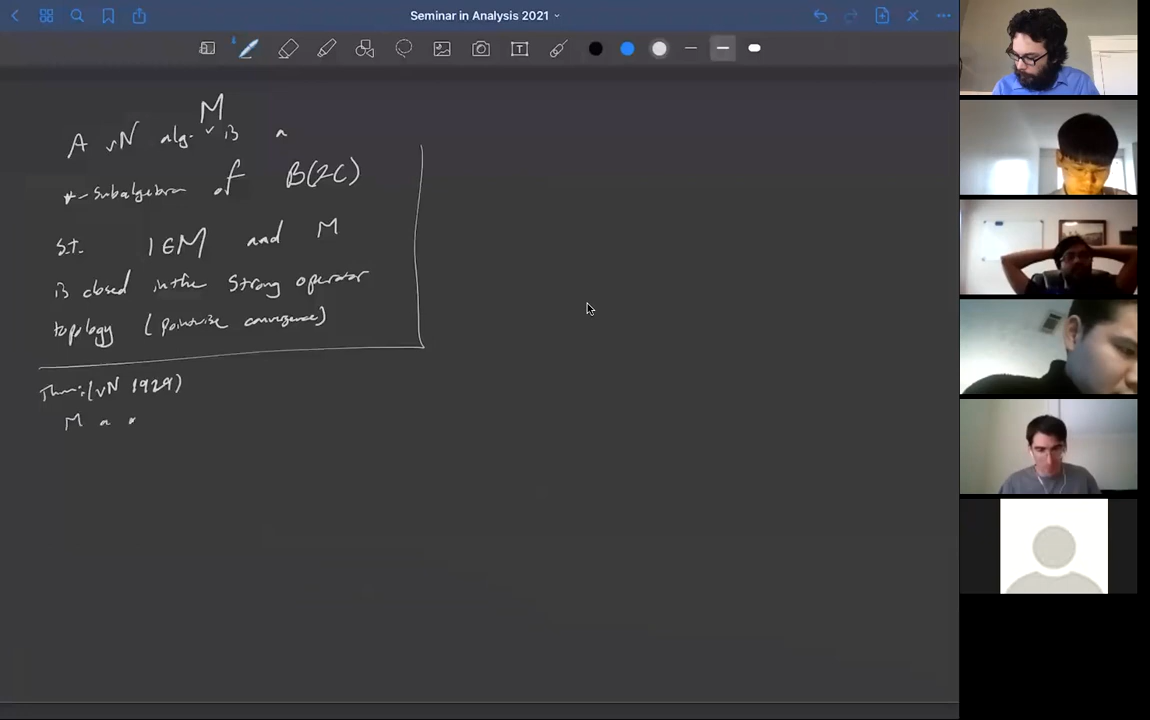 Seminar in Analysis 2021
M
A vN alg. is a
*-subalgebra of B(H)
s.t. 1∈M and M
is closed in the strong operator
topology (pointwise convergence)
Thm: (vN 1929)
M a *